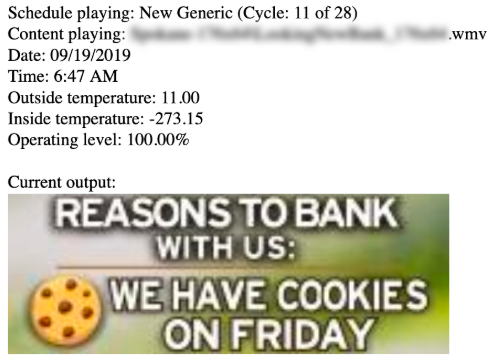 Schedule playing: New Generic (Cycle: 11 of 28)
Content playing: .wmv
Date: 09/19/2019
Time: 6:47 AM
Outside temperature: 11.00
Inside temperature: -273.15
Operating level: 100.00%
Current output:
REASONS TO BANK
WITH US:
WE HAVE COOKIES
ON FRIDAY